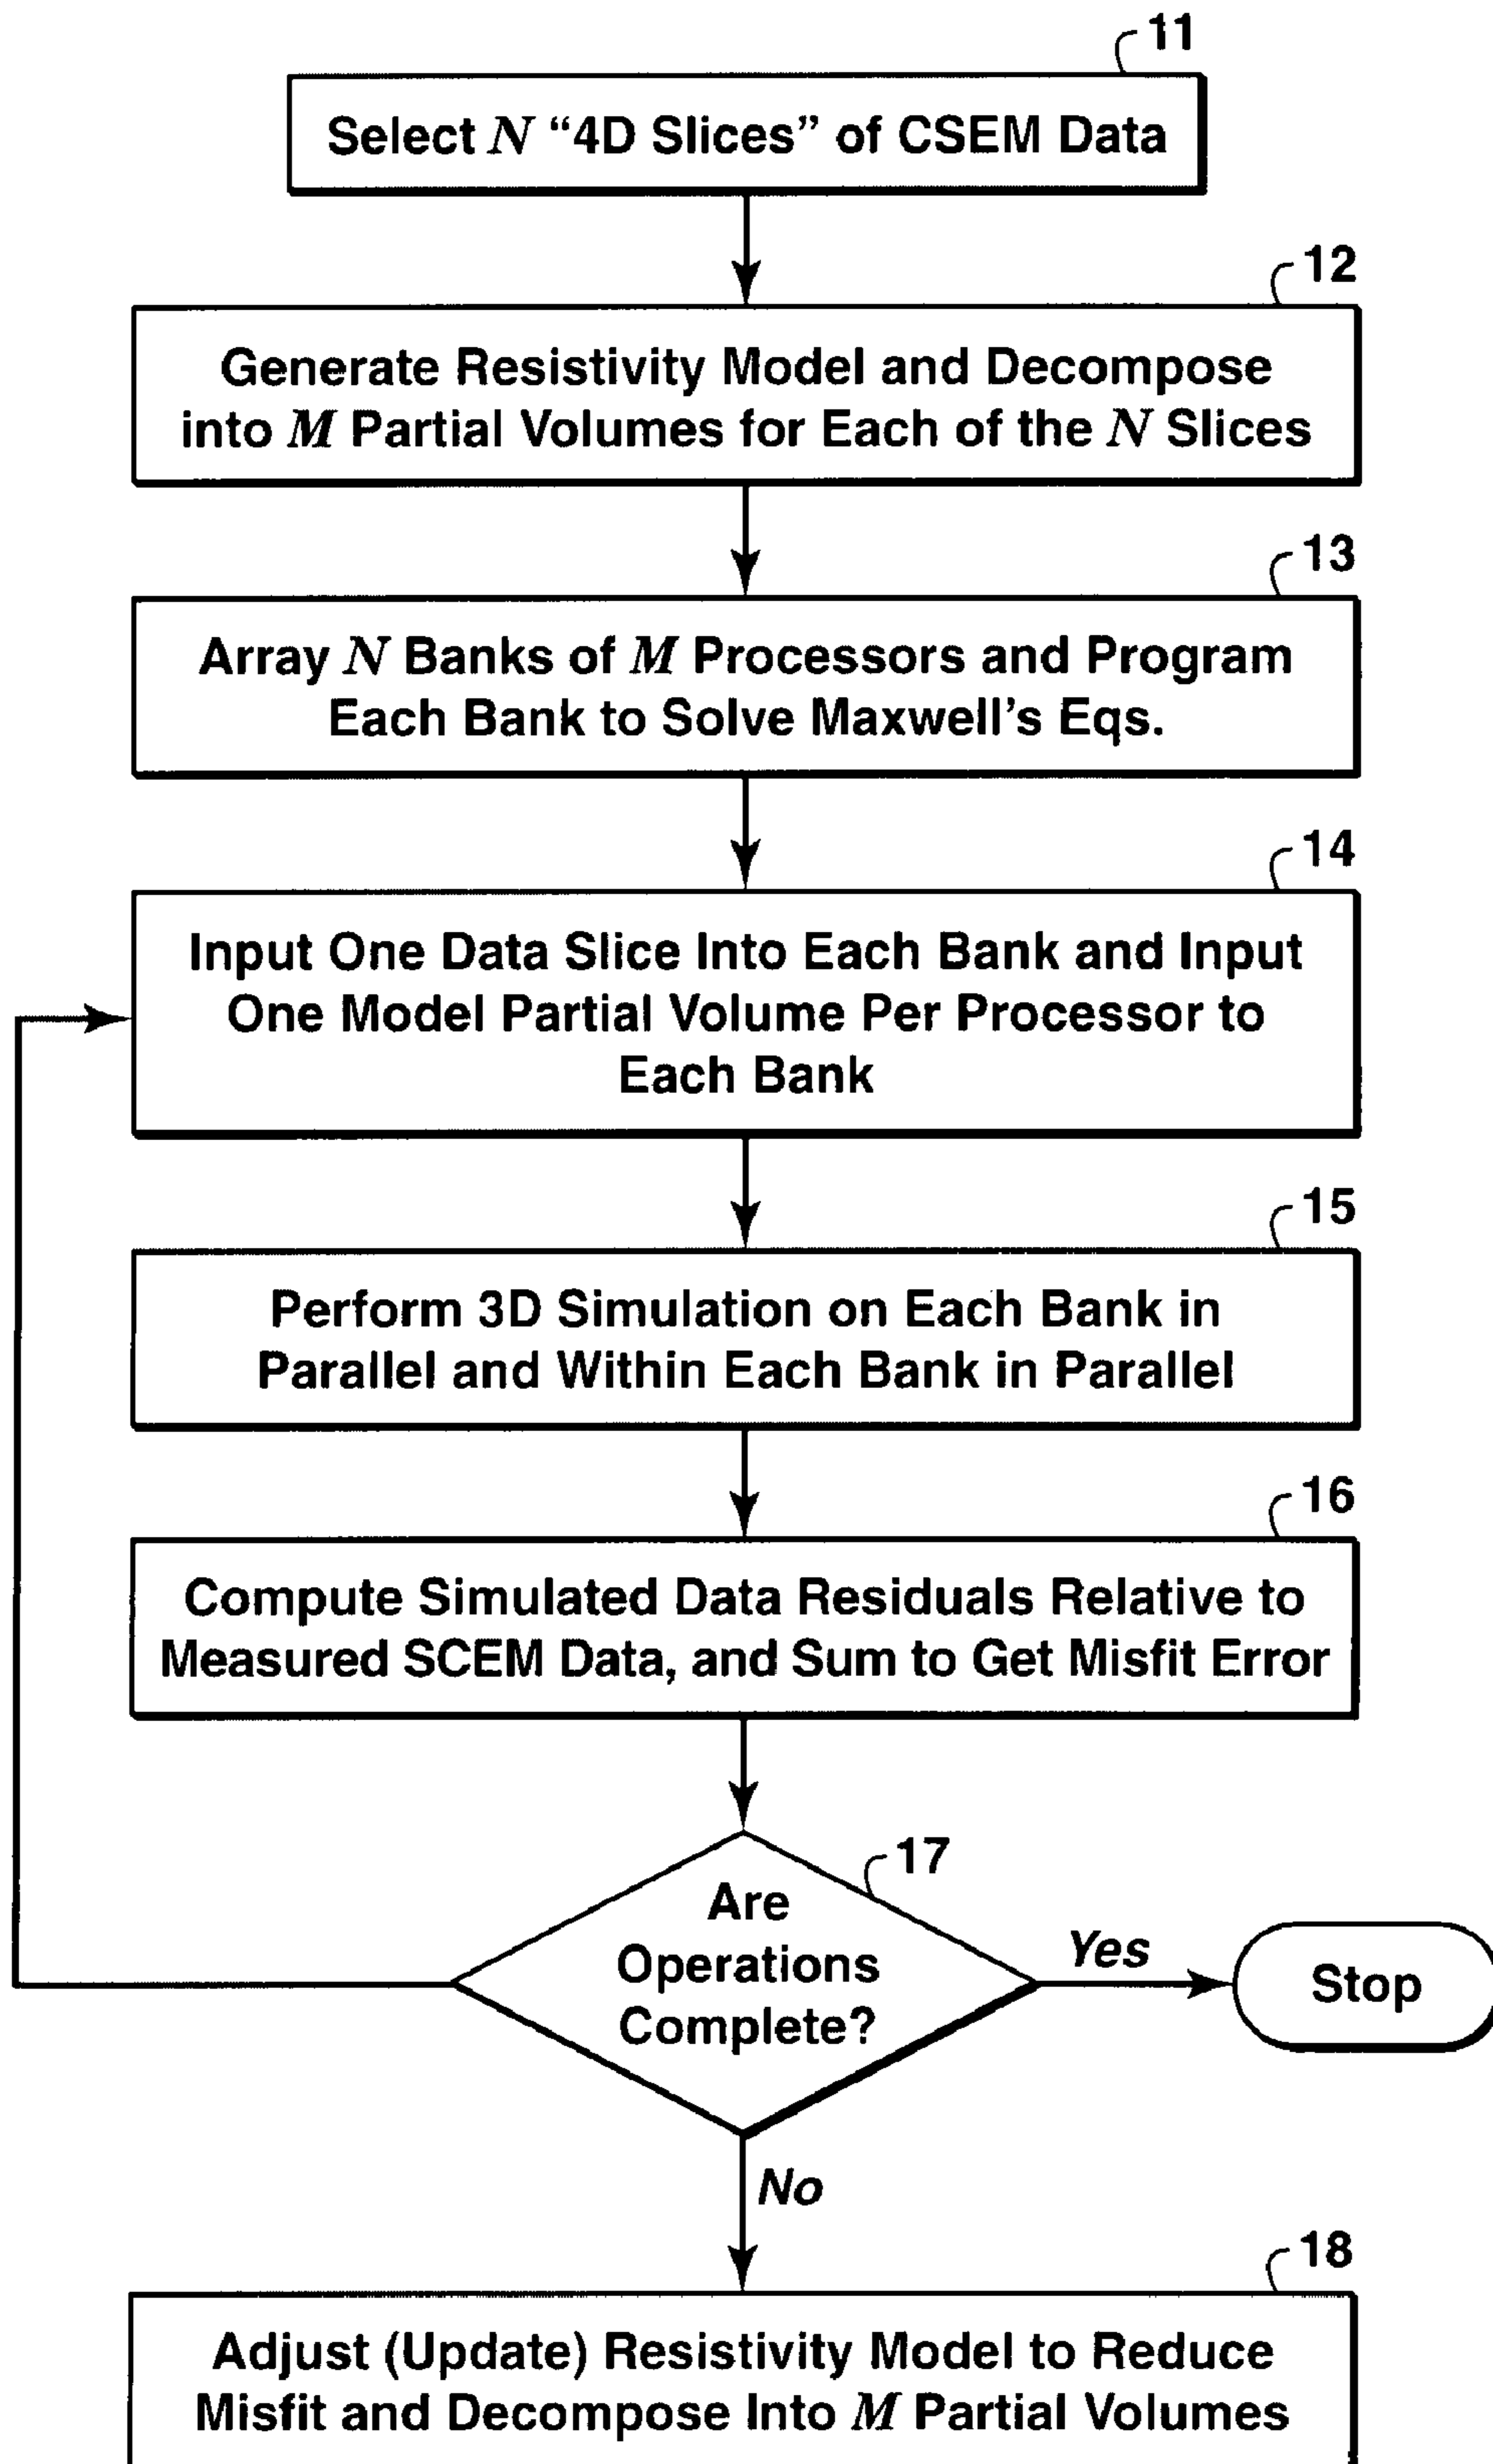 11
Select N “4D Slices” of CSEM Data
12
Generate Resistivity Model and Decompose
into M Partial Volumes for Each of the N Slices
13
Array N Banks of M Processors and Program
Each Bank to Solve Maxwell’s Eqs.
14
Input One Data Slice Into Each Bank and Input
One Model Partial Volume Per Processor to
Each Bank
15
Perform 3D Simulation on Each Bank in
Parallel and Within Each Bank in Parallel
16
Compute Simulated Data Residuals Relative to
Measured SCEM Data, and Sum to Get Misfit Error
17
Are
Operations
Complete?
Yes
Stop
No
18
Adjust (Update) Resistivity Model to Reduce
Misfit and Decompose Into M Partial Volumes